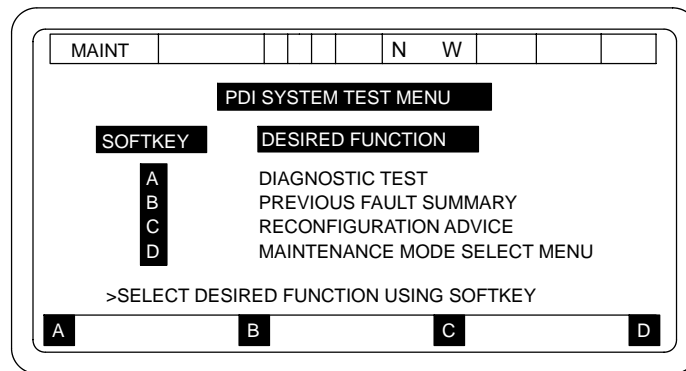 MAINT N W
PDI SYSTEM TEST MENU
SOFTKEY DESIRED FUNCTION
A DIAGNOSTIC TEST
B PREVIOUS FAULT SUMMARY
C RECONFIGURATION ADVICE
D MAINTENANCE MODE SELECT MENU
>SELECT DESIRED FUNCTION USING SOFTKEY
A B C D